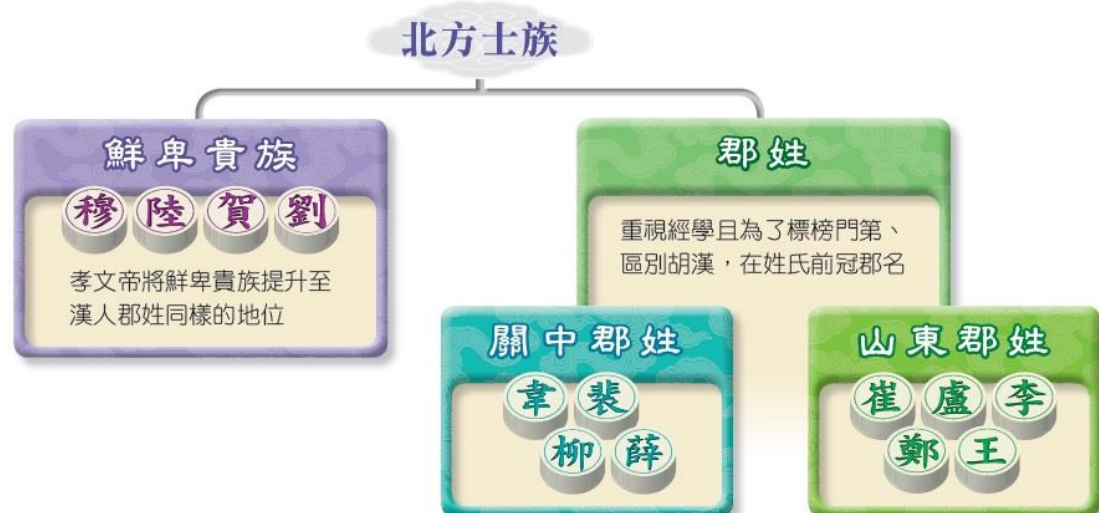 北方士族
鮮卑貴族
穆陸賀劉
孝文帝將鮮卑貴族提升至
漢人郡姓同樣的地位
郡姓
重視經學且為了標榜門第、
區別胡漢，在姓氏前冠郡名
關中郡姓
韋裴
柳薛
山東郡姓
崔盧李
鄭王